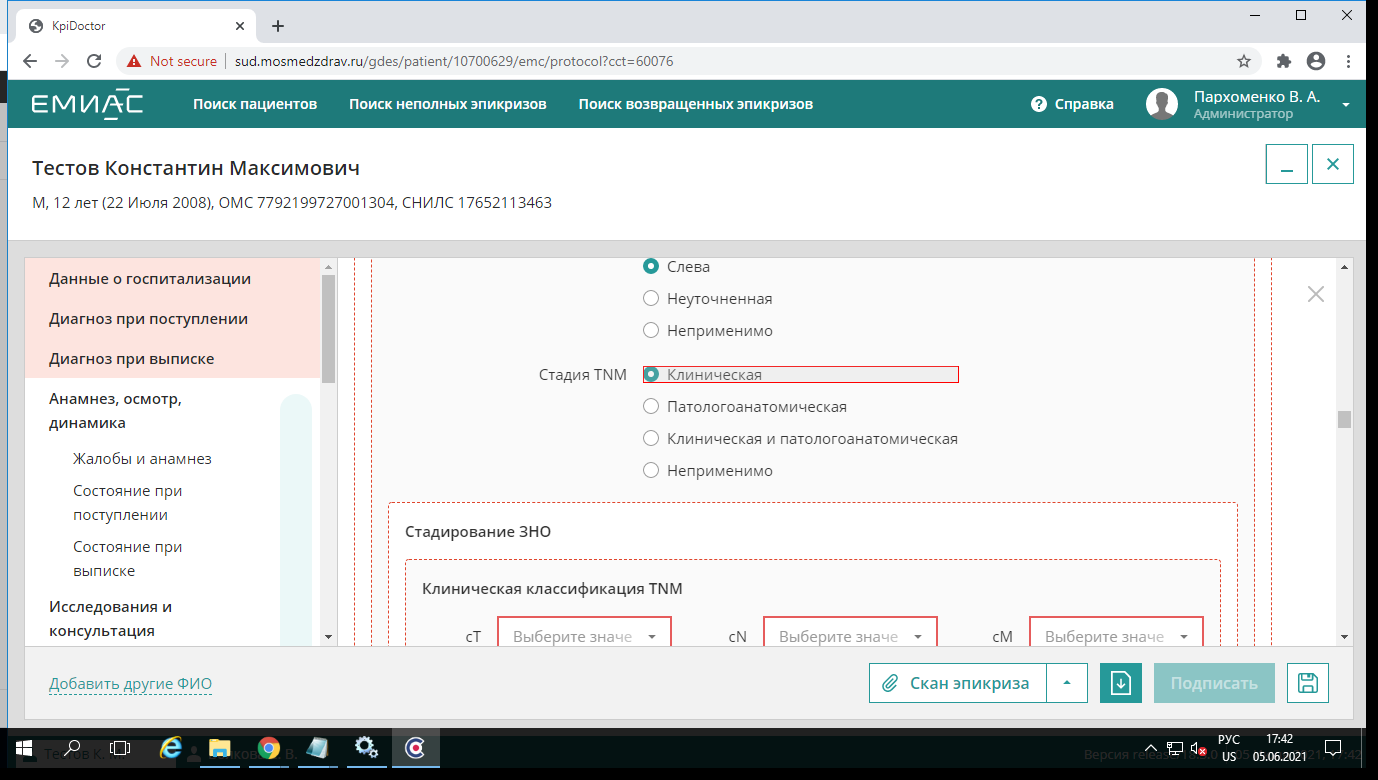 KpiDoctor
Not secure
sud.mosmedzdrav.ru/gdes/patient/10700629/emc/protocol?cct=60076
ЕМИАС
Поиск пациентов
Поиск неполных эпикризов
Поиск возвращенных эпикризов
? Справка
Пархоменко В. А.
Администратор
Тестов Константин Максимович
М, 12 лет (22 Июля 2008), ОМС 7792199727001304, СНИЛС 17652113463
Данные о госпитализации
Диагноз при поступлении
Диагноз при выписке
Анамнез, осмотр,
динамика
Жалобы и анамнез
Состояние при
поступлении
Состояние при
выписке
Исследования и
консультация
Слева
Неуточненная
Неприменимо
Стадия TNM
Клиническая
Патологоанатомическая
Клиническая и патологоанатомическая
Неприменимо
Стадирование ЗНО
Клиническая классификация TNM
cT
Выберите значе
cN
Выберите значе
cM
Выберите значе
Добавить другие ФИО
Скан эпикриза
Подписать
Тестов К. М.
Версия release
РУС
US
17:42
05.06.2021